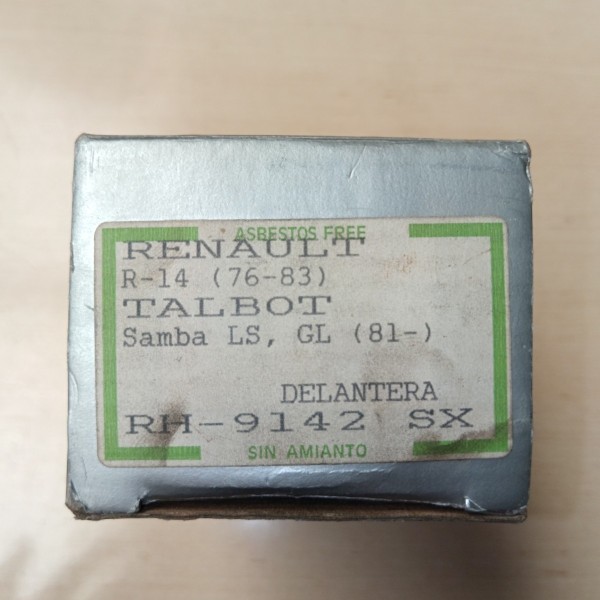 ASBESTOS FREE
RENAULT
R-14 (76-83)
TALBOT
Samba LS, GL (81-)
DELANTERA
RH-9142 SX
SIN AMIANTO